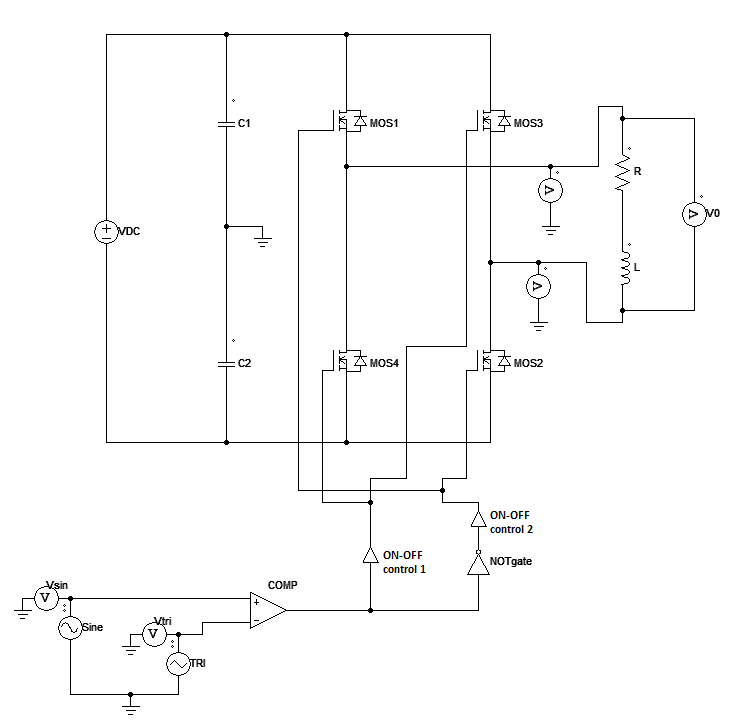 C1
MOS1
MOS3
R
V
V0
V
VDC
L
V
C2
MOS4
MOS2
ON-OFF
control 2
ON-OFF
control 1
NOTgate
COMP
Vsin
V
Vtri
V
Sine
TRI